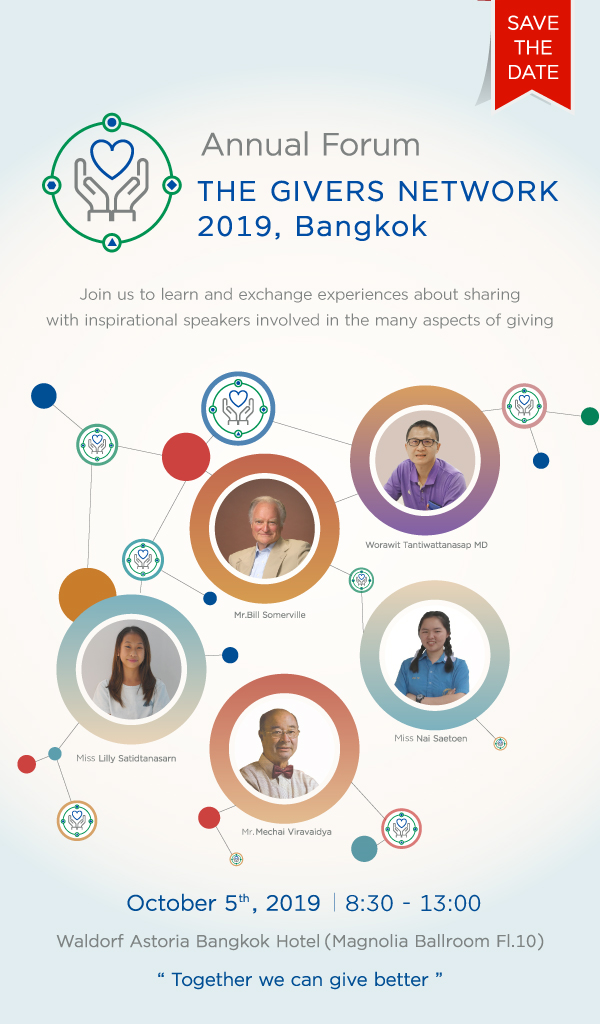 SAVE
THE
DATE
Annual Forum
THE GIVERS NETWORK
2019, Bangkok
Join us to learn and exchange experiences about sharing
with inspirational speakers involved in the many aspects of giving
Worawit Tantiwattanasap MD
Mr.Bill Somerville
Miss Nai Saetoen
Miss Lilly Satidtanasarn
Mr.Mechai Viravaidya
October 5th, 2019 | 8:30 - 13:00
Waldorf Astoria Bangkok Hotel (Magnolia Ballroom Fl.10)
“ Together we can give better ”